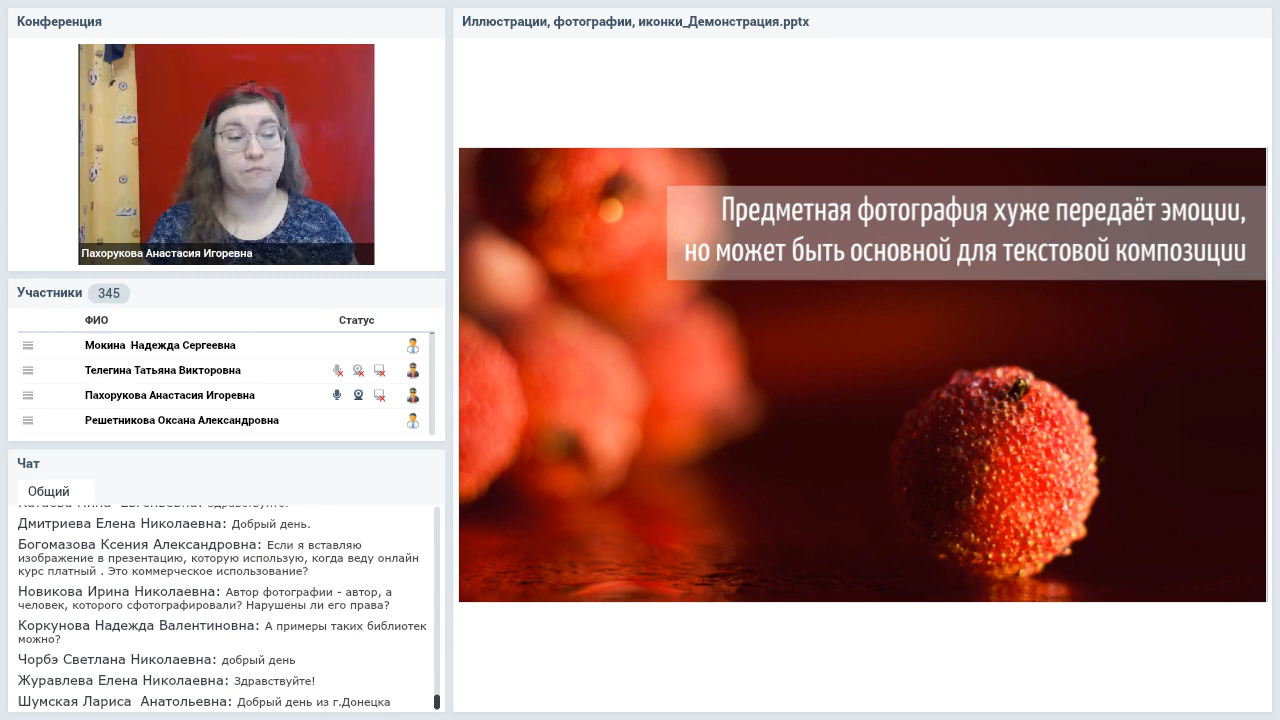 Конференция
Пахорукова Анастасия Игоревна
Участники 345
ФИО Статус
Мокина Надежда Сергеевна
Телегина Татьяна Викторовна
Пахорукова Анастасия Игоревна
Решетникова Оксана Александровна
Чат
Общий
Дмитриева Елена Николаевна: Добрый день.
Богомазова Ксения Александровна: Если я вставляю
изображение в презентацию, которую использую, когда веду онлайн
курс платный . Это коммерческое использование?
Новикова Ирина Николаевна: Автор фотографии - автор, а
человек, которого сфотографировали? Нарушены ли его права?
Коркунова Надежда Валентиновна: А примеры таких библиотек
можно?
Чорбэ Светлана Николаевна: добрый день
Журавлева Елена Николаевна: Здравствуйте!
Шумская Лариса Анатольевна: Добрый день из г.Донецка
Иллюстрации, фотографии, иконки_Демонстрация.pptx
Предметная фотография хуже передаёт эмоции,
но может быть основной для текстовой композиции